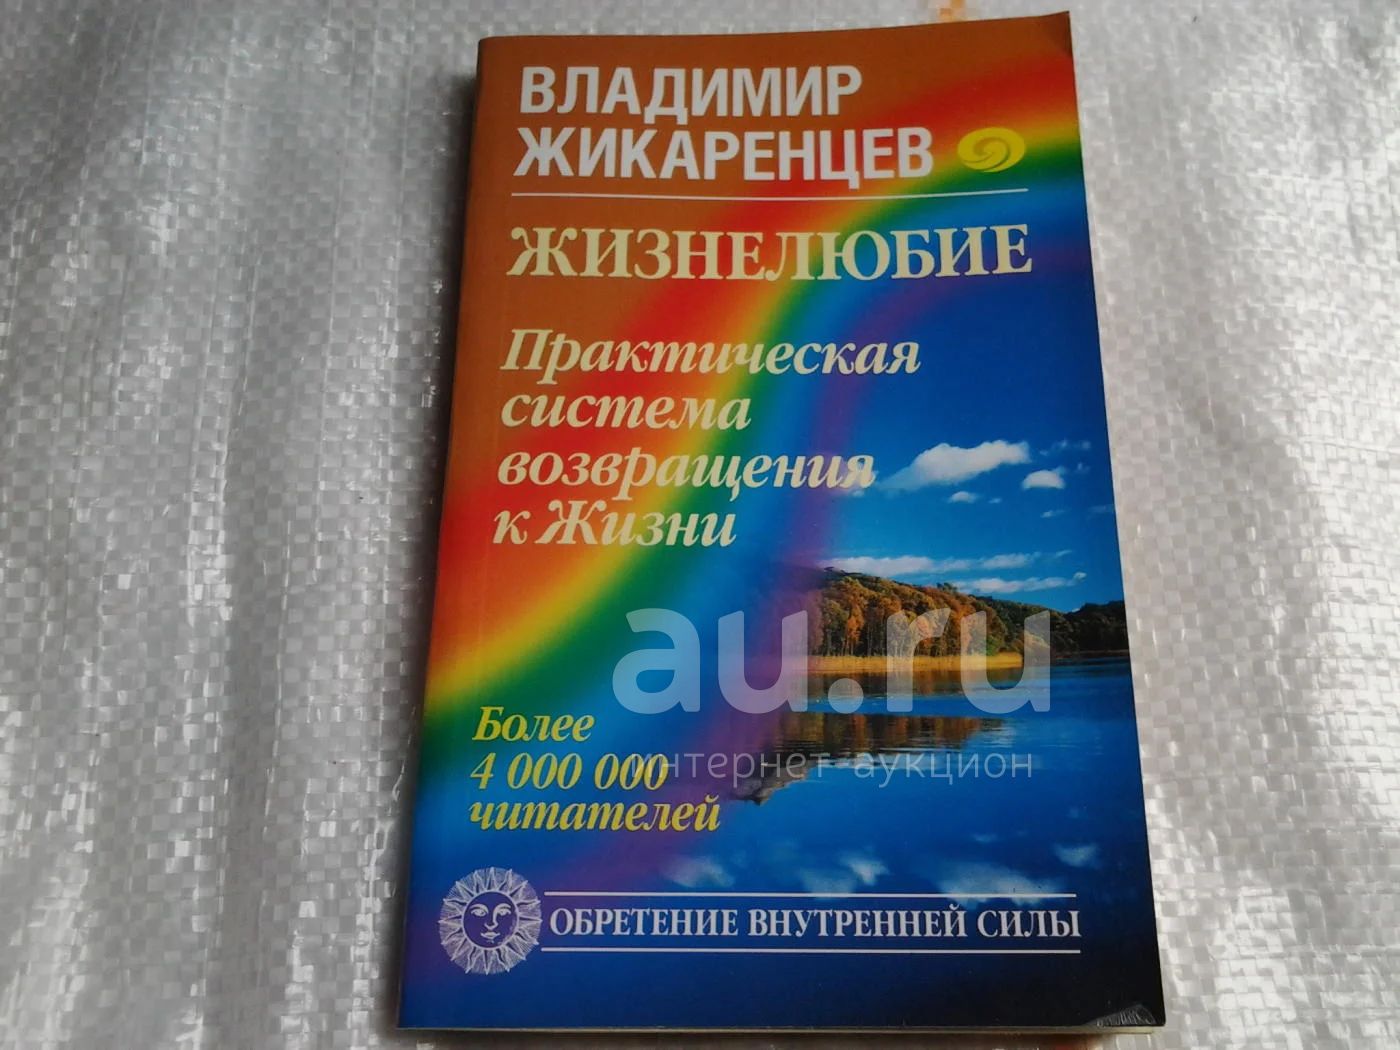 ВЛАДИМИР
ЖИКАРЕНЦЕВ
ЖИЗНЕЛЮБИЕ
Практическая
система
возвращения
к Жизни
au.ru
интернет-аукцион
Более
4 000 000
читателей
ОБРЕТЕНИЕ ВНУТРЕННЕЙ СИЛЫ